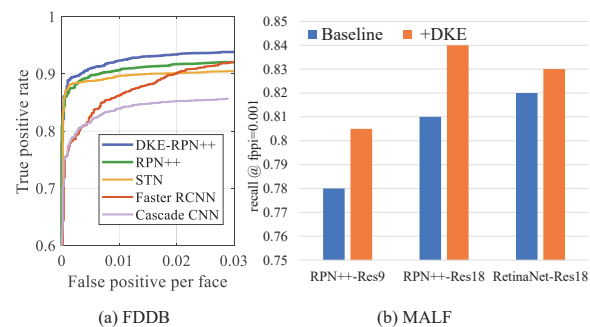 1
0.9
0.8
0.7
0.6
True positive rate
DKE-RPN++
RPN++
STN
Faster RCNN
Cascade CNN
0 0.01 0.02 0.03
False positive per face
(a) FDDB
0.85
0.84
0.83
0.82
0.81
0.8
0.79
0.78
0.77
0.76
0.75
recall @ fppi=0.001
Baseline +DKE
RPN++-Res9 RPN++-Res18 RetinaNet-Res18
(b) MALF